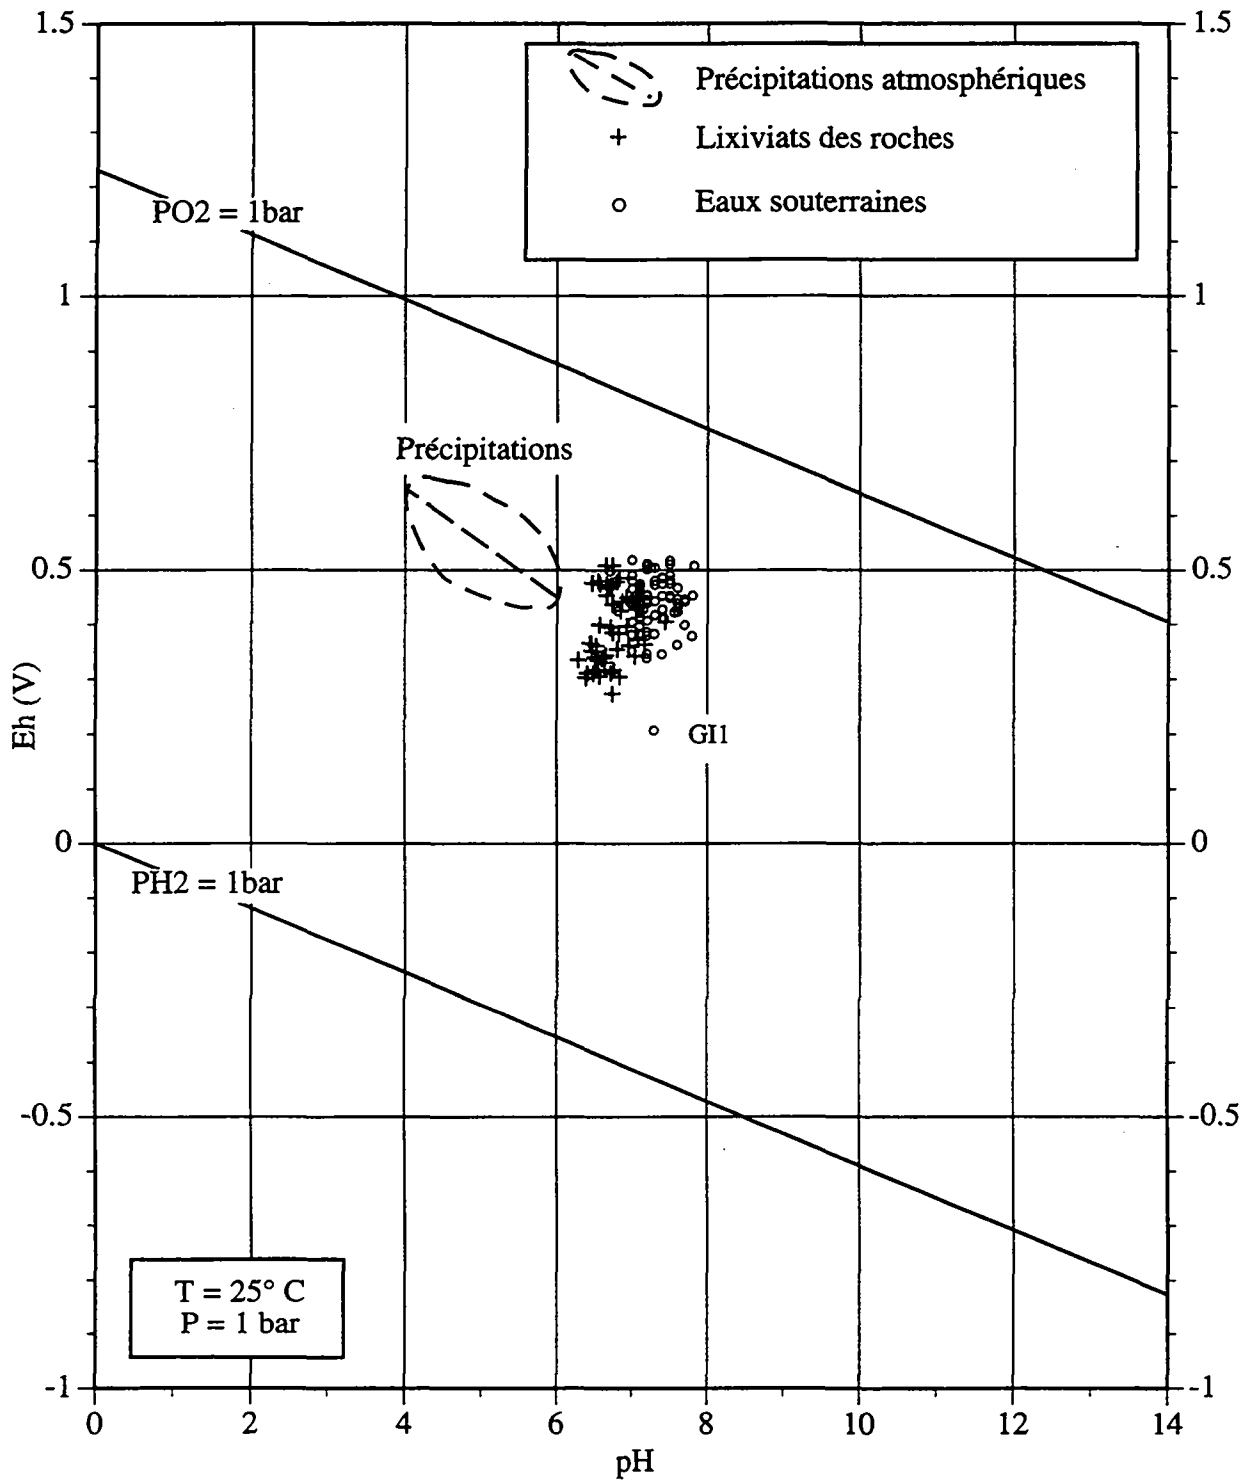 1.5
1.5
Précipitations atmosphériques
+ Lixiviats des roches
o Eaux souterraines
PO2 = 1bar
1
1
Précipitations
0.5
0.5
Eh (V)
GI1
0
0
PH2 = 1bar
-0.5
-0.5
T = 25° C
P = 1 bar
-1
-1
0 2 4 6 8 10 12 14
pH